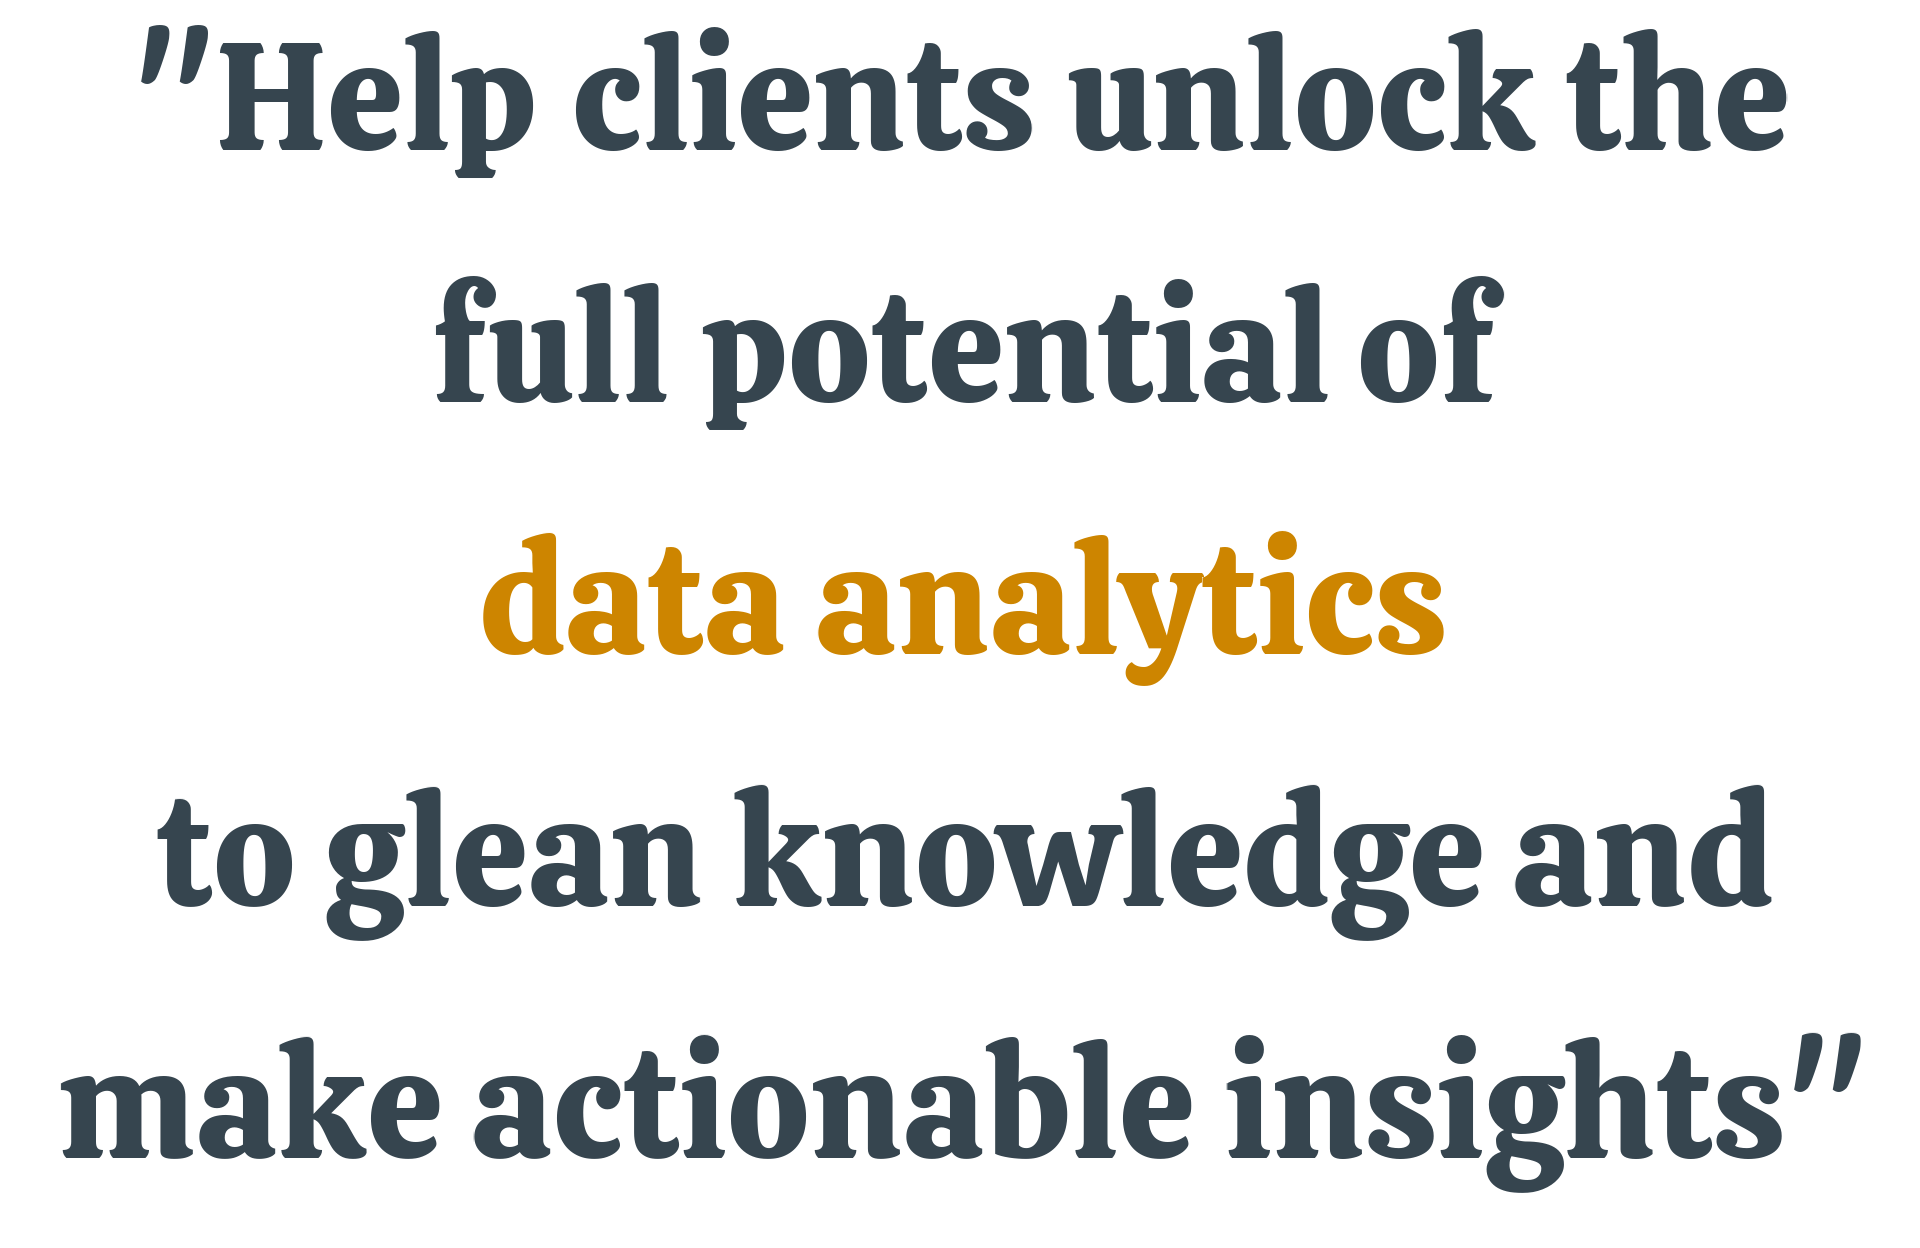 "Help clients unlock the
full potential of
data analytics
to glean knowledge and
make actionable insights"